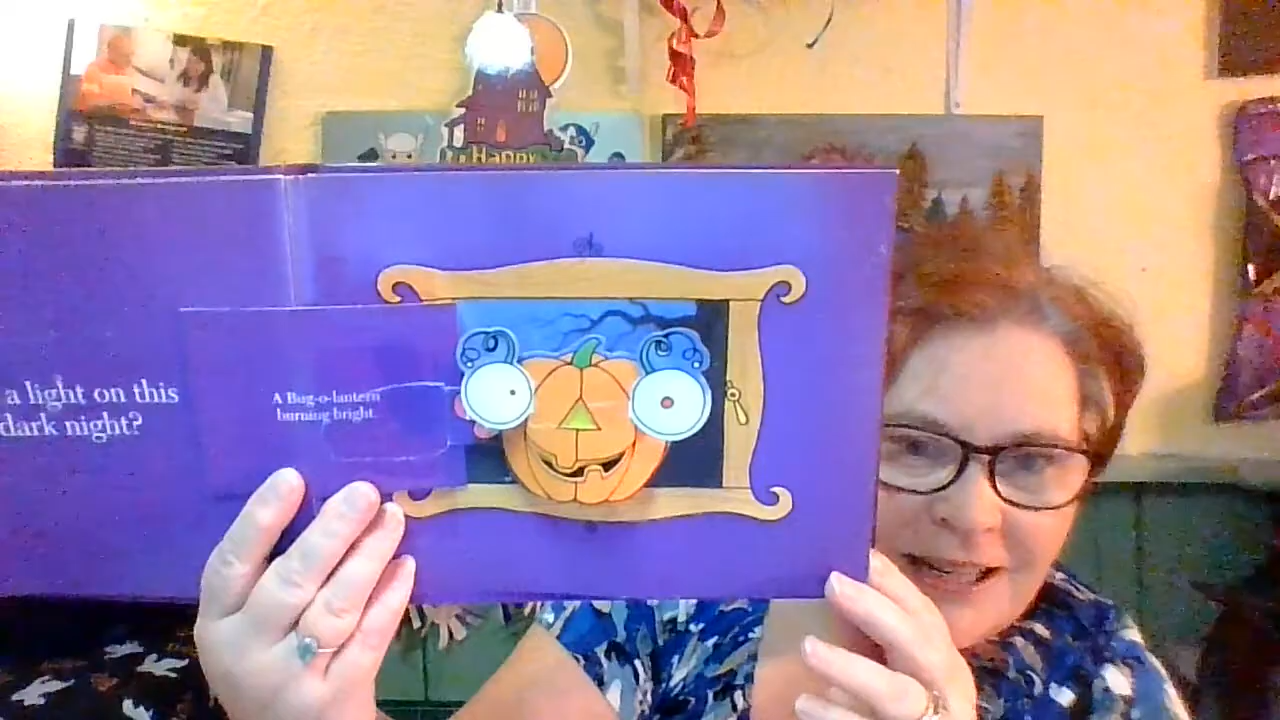 Happy
a light on this
dark night?
A Bug-o-lantern
burning bright.